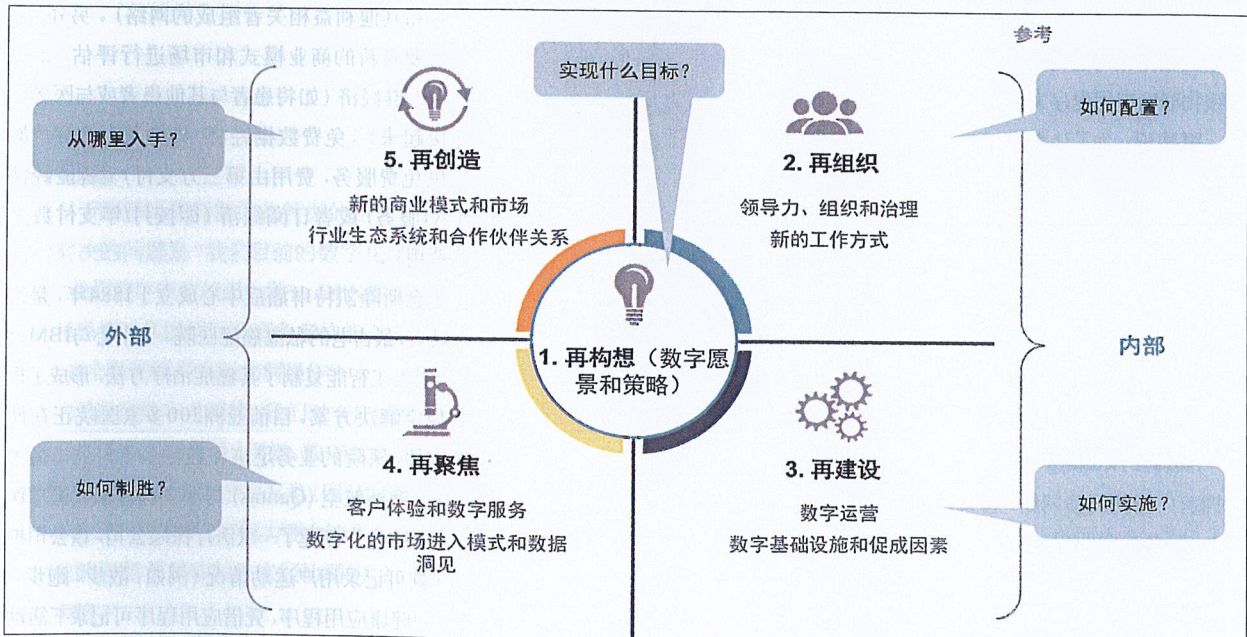 参考
实现什么目标?
从哪里入手?
5. 再创造
新的商业模式和市场
行业生态系统和合作伙伴关系
2. 再组织
领导力、组织和治理
新的工作方式
如何配置?
外部
1. 再构想（数字愿
景和策略）
内部
如何制胜?
4. 再聚焦
客户体验和数字服务
数字化的市场进入模式和数据
洞见
3. 再建设
数字运营
数字基础设施和促成因素
如何实施?